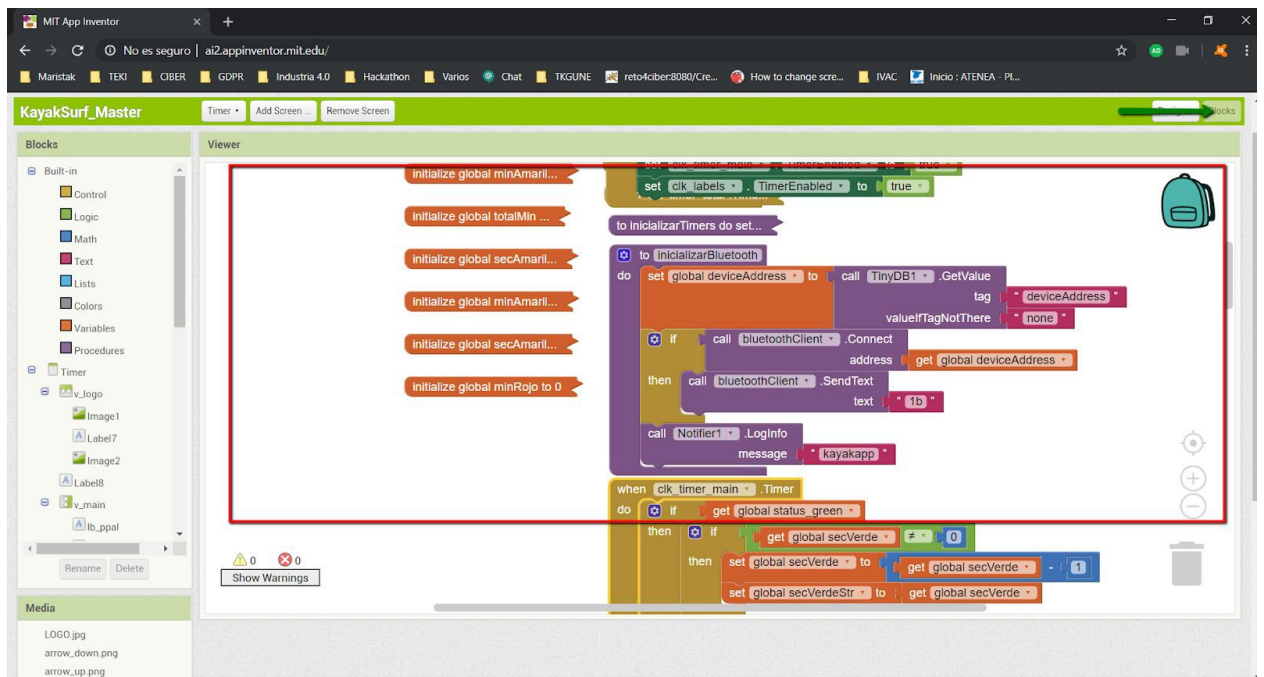 MIT App Inventor
No es seguro | ai2.appinventor.mit.edu/
Maristak TEKI CIBER GDPR Industria 4.0 Hackathon Varios Chat TKGUNE reto4ciber:8080/Cre... How to change scre... IVAC Inicio : ATENEA - Pl...
KayakSurf_Master Timer Add Screen ... Remove Screen
Blocks Viewer
Built-in
Control
Logic
Math
Text
Lists
Colors
Variables
Procedures
Timer
v_logo
Image1
Label7
Image2
Label8
v_main
lb_ppal
Rename Delete
Media
LOGO.jpg
arrow_down.png
arrow_up.png
initialize global minAmaril...
initialize global totalMin ...
initialize global secAmaril...
initialize global minAmaril...
initialize global secAmaril...
initialize global minRojo to 0
set clk_timer_main . TimerEnabled to true
set clk_labels . TimerEnabled to true
to inicializarTimers do set...
to inicializarBluetooth
do set global deviceAddress to call TinyDB1 .GetValue
tag " deviceAddress "
valueIfTagNotThere " none "
if call bluetoothClient .Connect
address get global deviceAddress
then call bluetoothClient .SendText
text " 1b "
call Notifier1 .LogInfo
message " kayakapp "
when clk_timer_main .Timer
do if get global status_green
then if get global secVerde ≠ 0
then set global secVerde to get global secVerde - 1
set global secVerdeStr to get global secVerde
0 0
Show Warnings